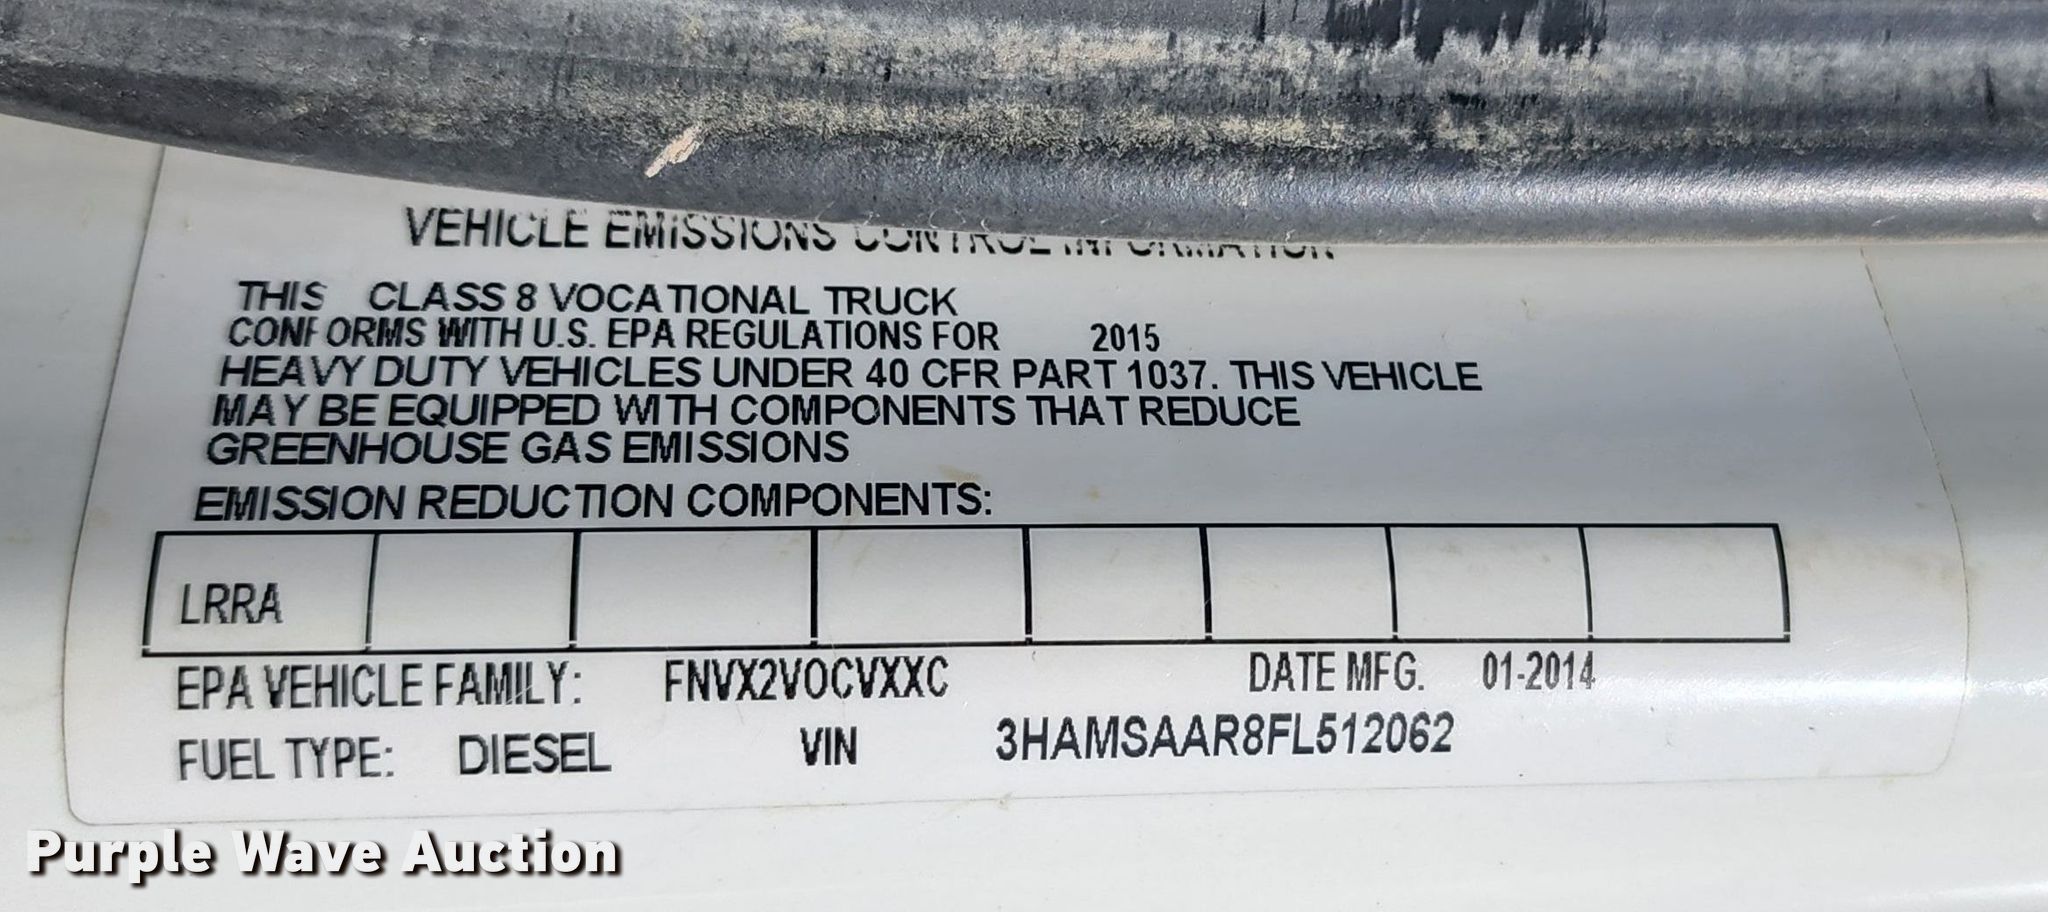 VEHICLE EMISSIONS CONTROL INFORMATION
THIS CLASS 8 VOCATIONAL TRUCK
CONFORMS WITH U.S. EPA REGULATIONS FOR 2015
HEAVY DUTY VEHICLES UNDER 40 CFR PART 1037. THIS VEHICLE
MAY BE EQUIPPED WITH COMPONENTS THAT REDUCE
GREENHOUSE GAS EMISSIONS
EMISSION REDUCTION COMPONENTS:
LRRA
EPA VEHICLE FAMILY: FNVX2VOCVXXC DATE MFG. 01-2014
FUEL TYPE: DIESEL VIN 3HAMSAAR8FL512062
Purple Wave Auction